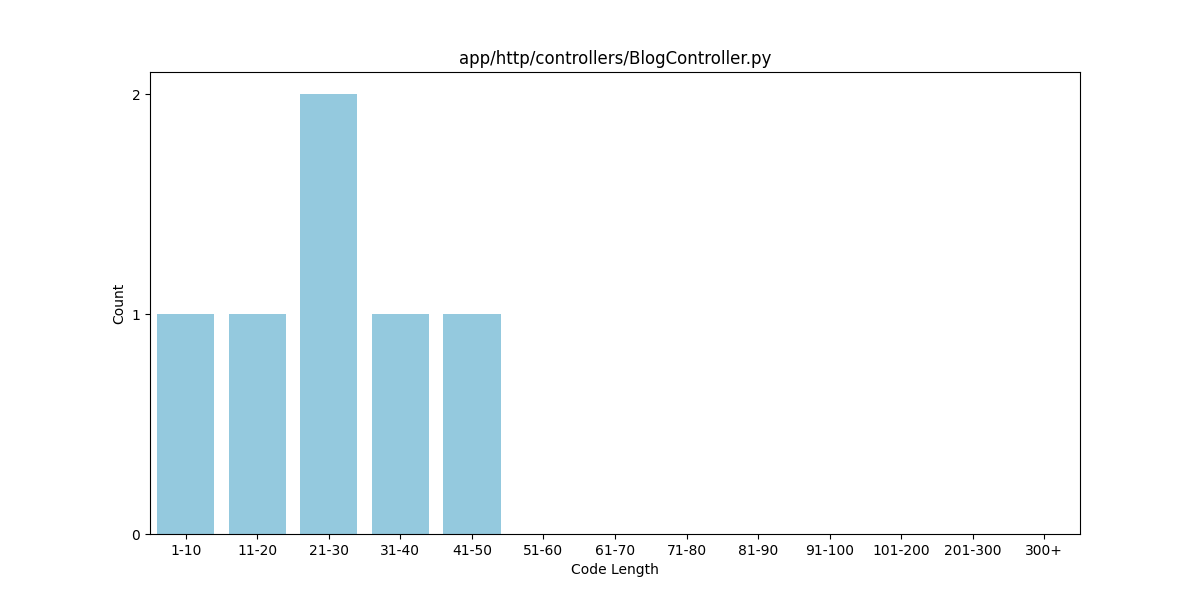 app/http/controllers/BlogController.py
2
1
0
Count
1-10 11-20 21-30 31-40 41-50 51-60 61-70 71-80 81-90 91-100 101-200 201-300 300+
Code Length